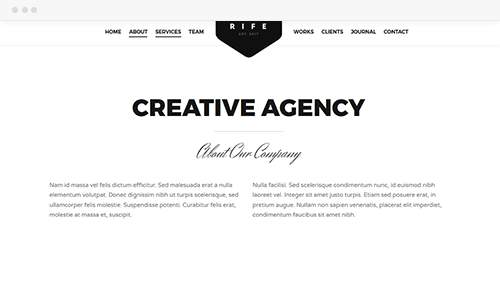 HOME ABOUT SERVICES TEAM RIFE WORKS CLIENTS JOURNAL CONTACT
EST. 2017
CREATIVE AGENCY
About Our Company
Nam id massa vel felis dictum efficitur. Sed malesuada erat a nulla
elementum volutpat. Donec dignissim nibh ut turpis scelerisque, sed
ullamcorper felis molestie. Suspendisse potenti. Curabitur felis erat,
molestie at massa et, suscipit.
Nulla facilisi. Sed scelerisque condimentum nunc, id euismod nibh
laoreet vel. Integer sit amet justo turpis. Etiam sed posuere erat, in
pretium augue. Nullam non sapien venenatis, placerat elit imperdiet,
condimentum faucibus sit amet nibh.